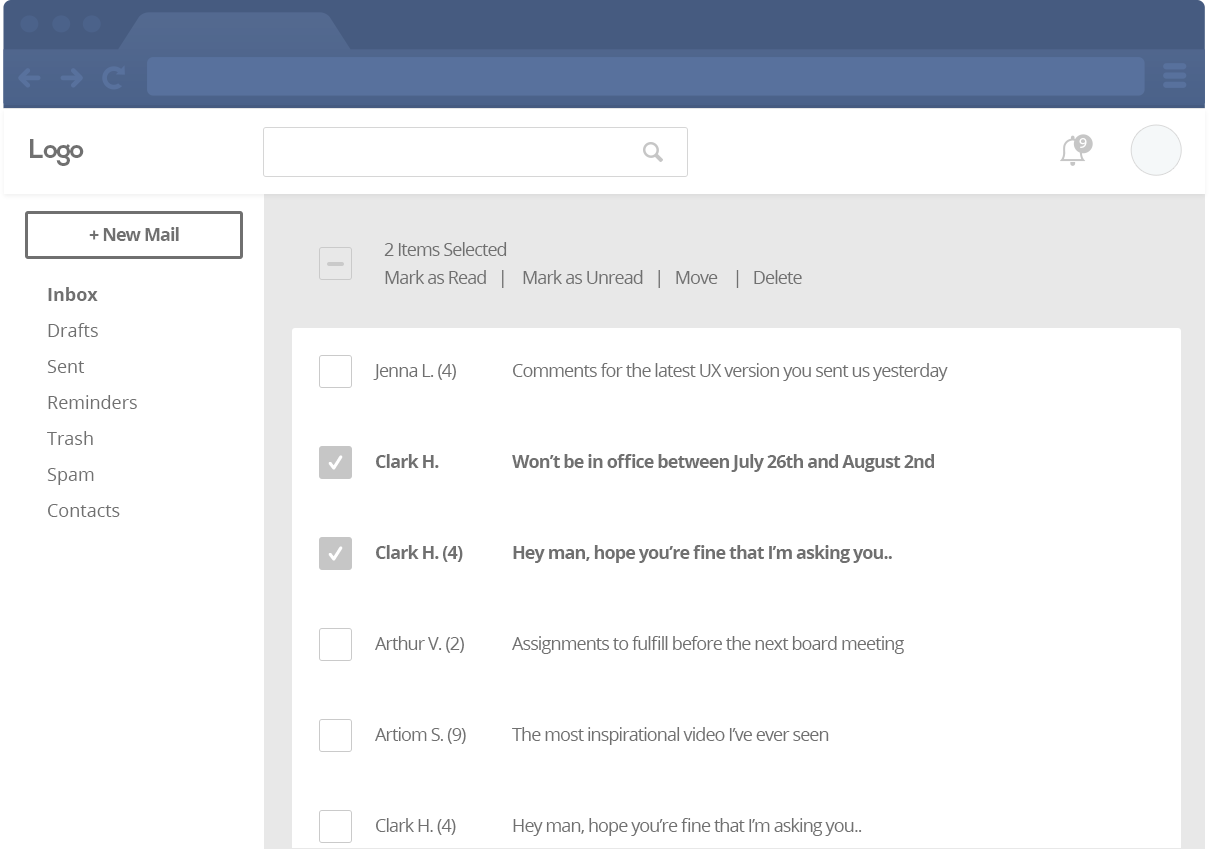 Logo
9
+ New Mail
Inbox
Drafts
Sent
Reminders
Trash
Spam
Contacts
2 Items Selected
Mark as Read | Mark as Unread | Move | Delete
Jenna L. (4) Comments for the latest UX version you sent us yesterday
Clark H. Won’t be in office between July 26th and August 2nd
Clark H. (4) Hey man, hope you’re fine that I’m asking you..
Arthur V. (2) Assignments to fulfill before the next board meeting
Artiom S. (9) The most inspirational video I’ve ever seen
Clark H. (4) Hey man, hope you’re fine that I’m asking you..